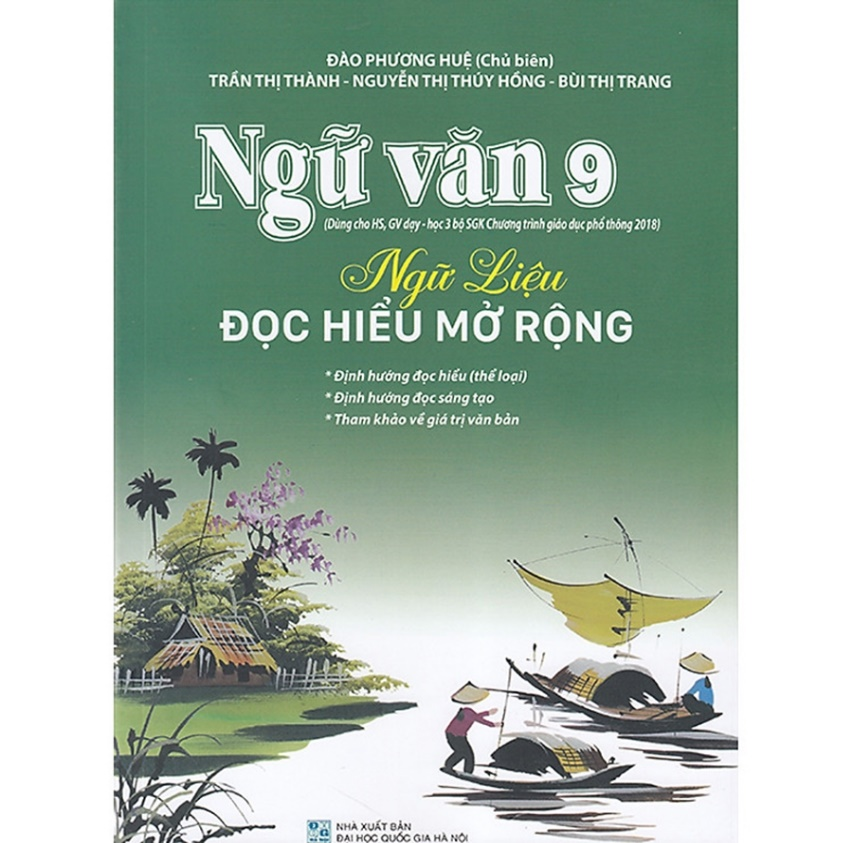 ĐÀO PHƯƠNG HUỆ (Chủ biên)
TRẦN THỊ THÀNH - NGUYỄN THỊ THÚY HỒNG - BÙI THỊ TRANG
Ngữ văn 9
(Dùng cho HS, GV dạy - học 3 bộ SGK Chương trình giáo dục phổ thông 2018)
Ngữ Liệu
ĐỌC HIỂU MỞ RỘNG
* Định hướng đọc hiểu (thể loại)
* Định hướng đọc sáng tạo
* Tham khảo về giá trị văn bản
NHÀ XUẤT BẢN
ĐẠI HỌC QUỐC GIA HÀ NỘI